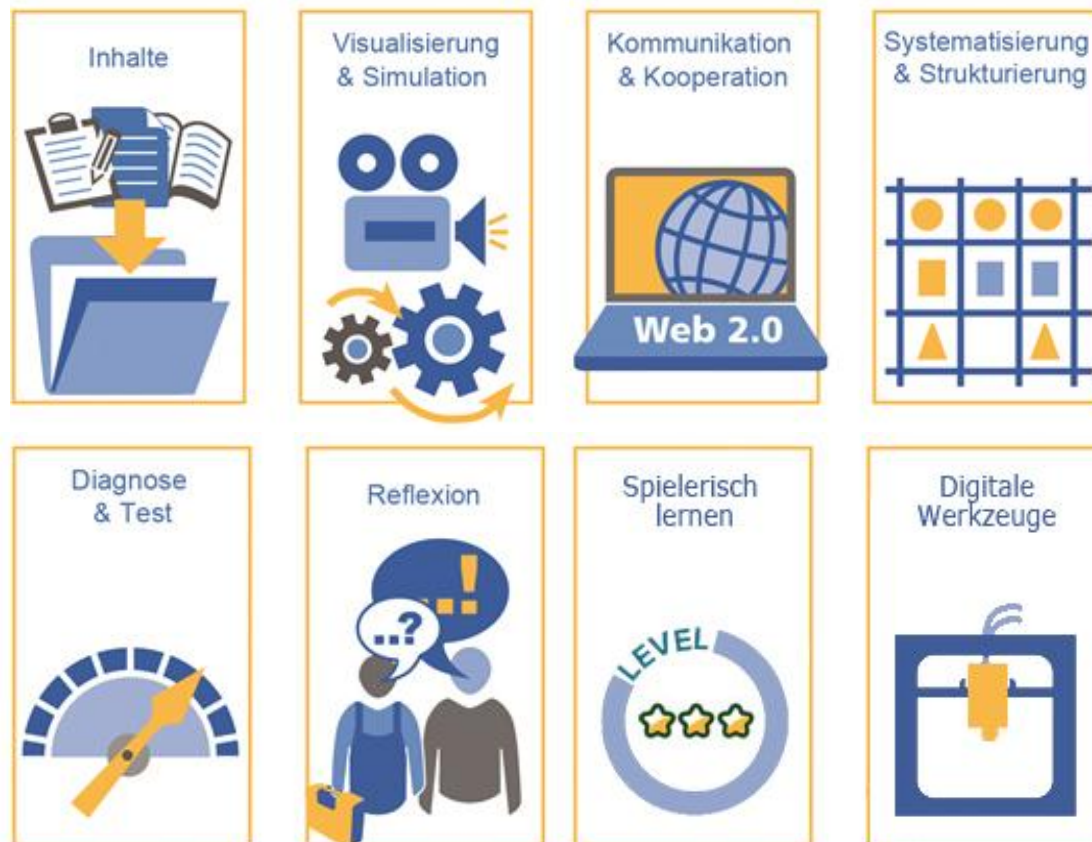 Inhalte
Visualisierung
& Simulation
Kommunikation
& Kooperation
Web 2.0
Systematisierung
& Strukturierung
Diagnose
& Test
Reflexion
...!
...?
Spielerisch
lernen
LEVEL
Digitale
Werkzeuge